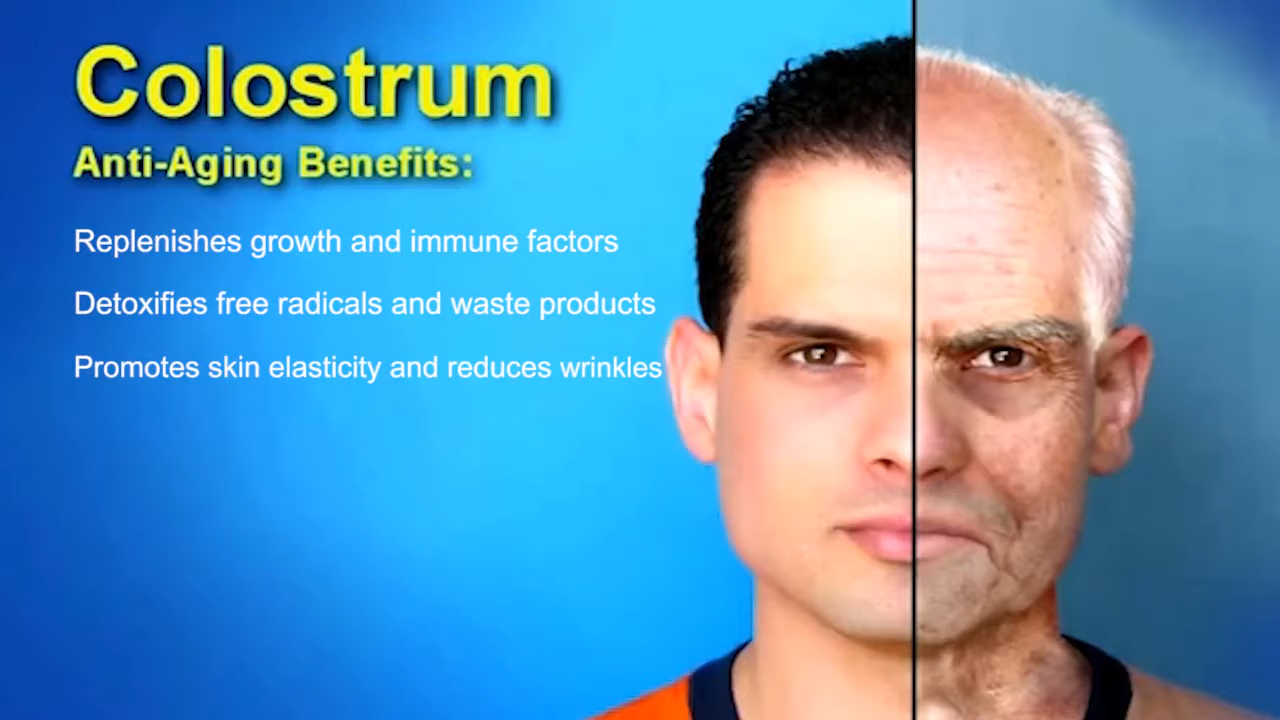 Colostrum
Anti-Aging Benefits:
Replenishes growth and immune factors
Detoxifies free radicals and waste products
Promotes skin elasticity and reduces wrinkles